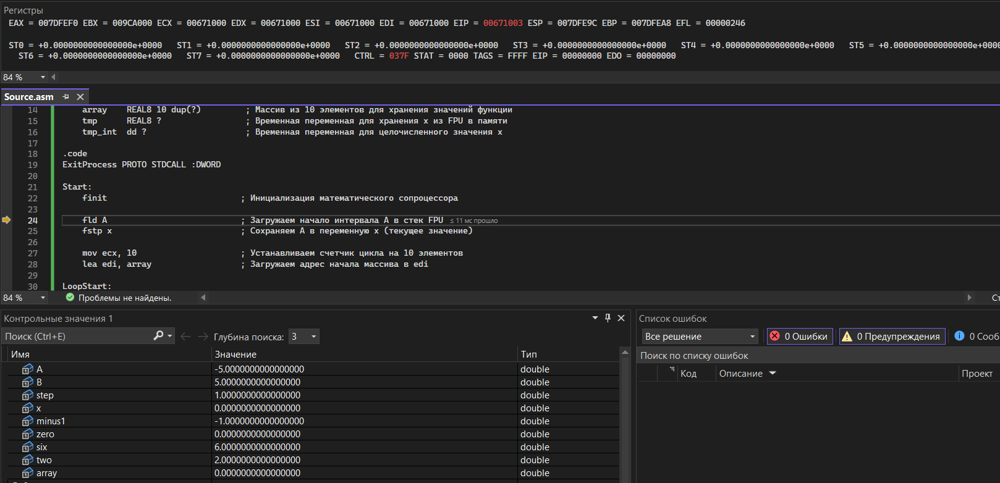 Регистры
EAX = 007DFEF0 EBX = 009CA000 ECX = 00671000 EDX = 00671000 ESI = 00671000 EDI = 00671000 EIP = 00671003 ESP = 007DFE9C EBP = 007DFEA8 EFL = 00000246
ST0 = +0.0000000000000000e+0000 ST1 = +0.0000000000000000e+0000 ST2 = +0.0000000000000000e+0000 ST3 = +0.0000000000000000e+0000 ST4 = +0.0000000000000000e+0000 ST5 = +0.0000000000000000e+0000
ST6 = +0.0000000000000000e+0000 ST7 = +0.0000000000000000e+0000 CTRL = 037F STAT = 0000 TAGS = FFFF EIP = 00000000 EDO = 00000000
84 %
Source.asm
14 array REAL8 10 dup(?) ; Массив из 10 элементов для хранения значений функции
15 tmp REAL8 ? ; Временная переменная для хранения x из FPU в памяти
16 tmp_int dd ? ; Временная переменная для целочисленного значения x
17
18 .code
19 ExitProcess PROTO STDCALL :DWORD
20
21 Start:
22 finit ; Инициализация математического сопроцессора
23
24 fld A ; Загружаем начало интервала A в стек FPU ≤ 11 мс прошло
25 fstp x ; Сохраняем A в переменную x (текущее значение)
26
27 mov ecx, 10 ; Устанавливаем счетчик цикла на 10 элементов
28 lea edi, array ; Загружаем адрес начала массива в edi
29
30 LoopStart:
84 % Проблемы не найдены.
Контрольные значения 1
Поиск (Ctrl+E) Глубина поиска: 3
Имя Значение Тип
A -5.0000000000000000 double
B 5.0000000000000000 double
step 1.0000000000000000 double
x 0.0000000000000000 double
minus1 -1.0000000000000000 double
zero 0.0000000000000000 double
six 6.0000000000000000 double
two 2.0000000000000000 double
array 0.0000000000000000 double
Список ошибок
Все решение 0 Ошибки 0 Предупреждения 0 Сооб
Поиск по списку ошибок
Код Описание Проект